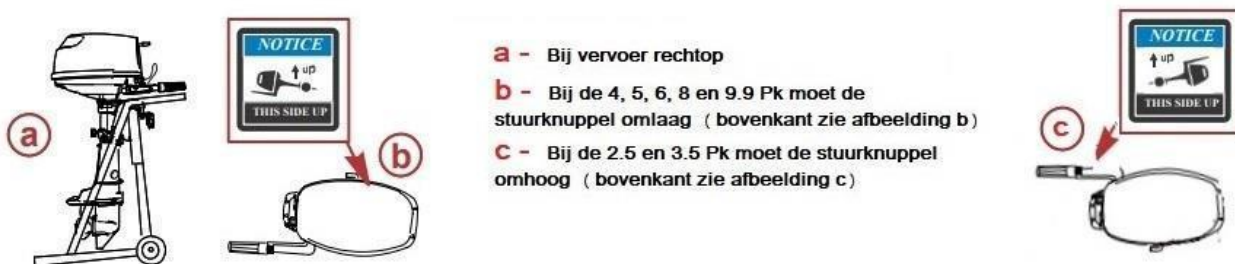 a
NOTICE
up
THIS SIDE UP
b
a - Bij vervoer rechtop
b - Bij de 4, 5, 6, 8 en 9.9 Pk moet de
stuurknuppel omlaag ( bovenkant zie afbeelding b)
c - Bij de 2.5 en 3.5 Pk moet de stuurknuppel
omhoog ( bovenkant zie afbeelding c)
c
NOTICE
up
THIS SIDE UP